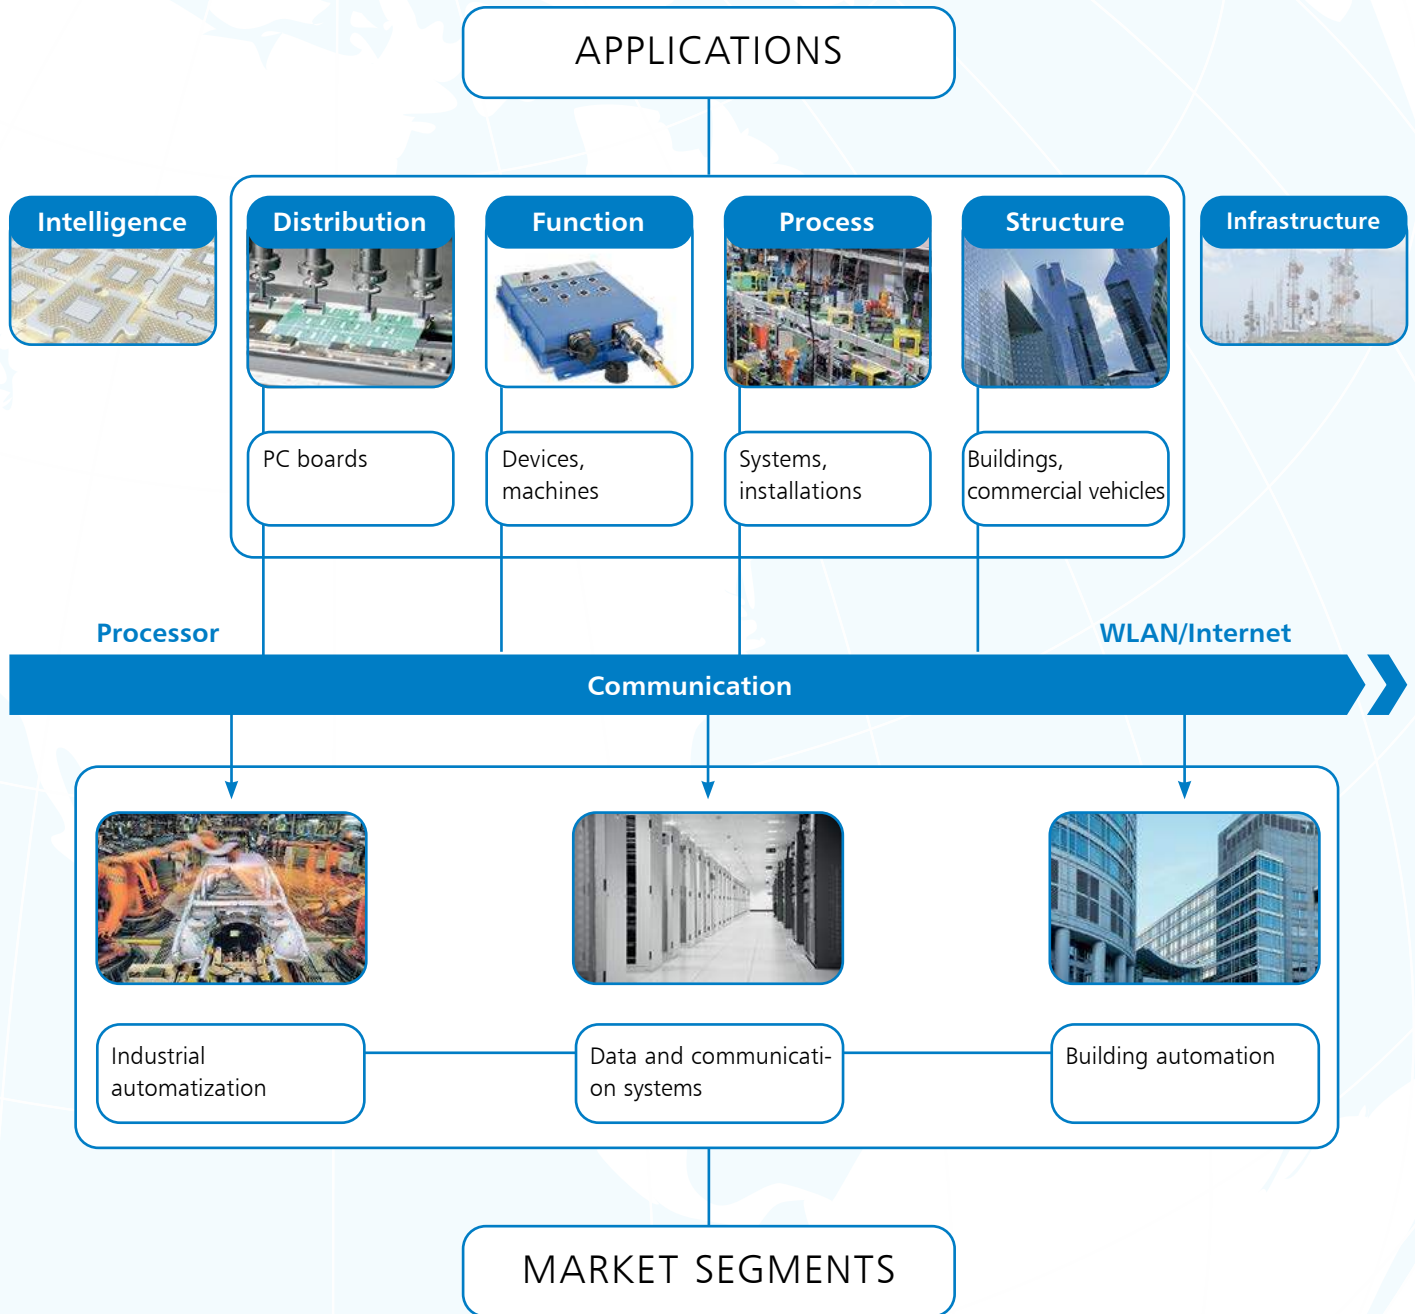 APPLICATIONS
Intelligence
Distribution
Function
Process
Structure
Infrastructure
PC boards
Devices,
machines
Systems,
installations
Buildings,
commercial vehicles
Processor
WLAN/Internet
Communication
Industrial
automatization
Data and communicati-
on systems
Building automation
MARKET SEGMENTS